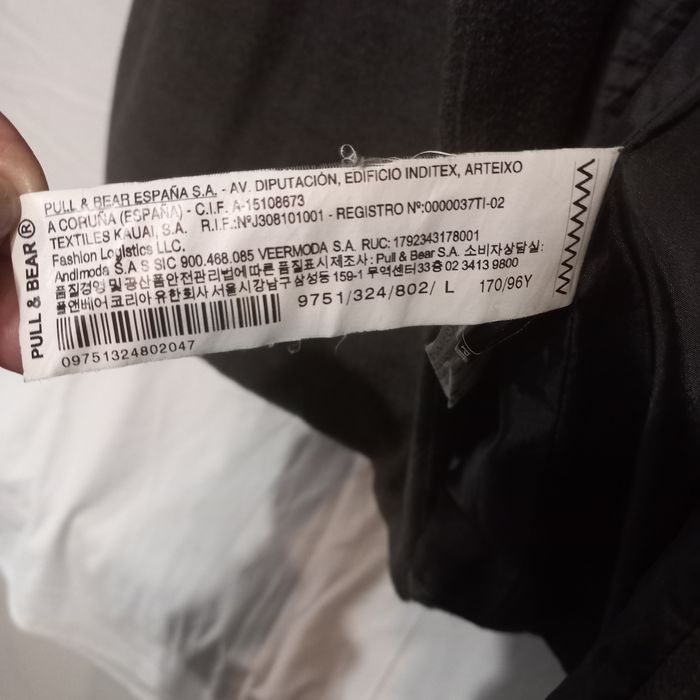 PULL & BEAR®
PULL & BEAR ESPAÑA S.A. - AV. DIPUTACIÓN, EDIFICIO INDITEX, ARTEIXO
A CORUÑA (ESPAÑA) - C.I.F. A-15108673
TEXTILES KAUAI, S.A. R.I.F.:NºJ308101001 - REGISTRO Nº:0000037TI-02
Fashion Loyistics LLC.
Andimoda S.A S SIC 900.468.085 VEERMODA S.A. RUC: 1792343178001
품질경영 및 공산품안전관리법에 따른 품질표시 제조사: Pull & Bear S.A. 소비자상담실:
풀앤베어코리아 유한회사 서울시 강남구 삼성동 159-1 무역센터 33층 02 3413 9800
9751/324/802/ L 170/96Y
09751324802047